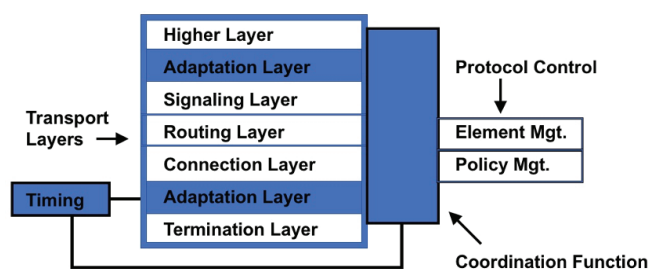 Higher Layer
Adaptation Layer
Signaling Layer
Routing Layer
Connection Layer
Adaptation Layer
Termination Layer
Transport
Layers
Timing
Protocol Control
Element Mgt.
Policy Mgt.
Coordination Function